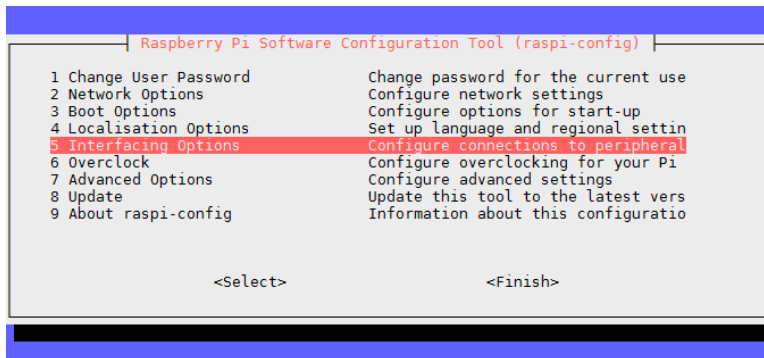 Raspberry Pi Software Configuration Tool (raspi-config)
1 Change User Password Change password for the current use
2 Network Options Configure network settings
3 Boot Options Configure options for start-up
4 Localisation Options Set up language and regional settin
5 Interfacing Options Configure connections to peripheral
6 Overclock Configure overclocking for your Pi
7 Advanced Options Configure advanced settings
8 Update Update this tool to the latest vers
9 About raspi-config Information about this configuratio
<Select> <Finish>